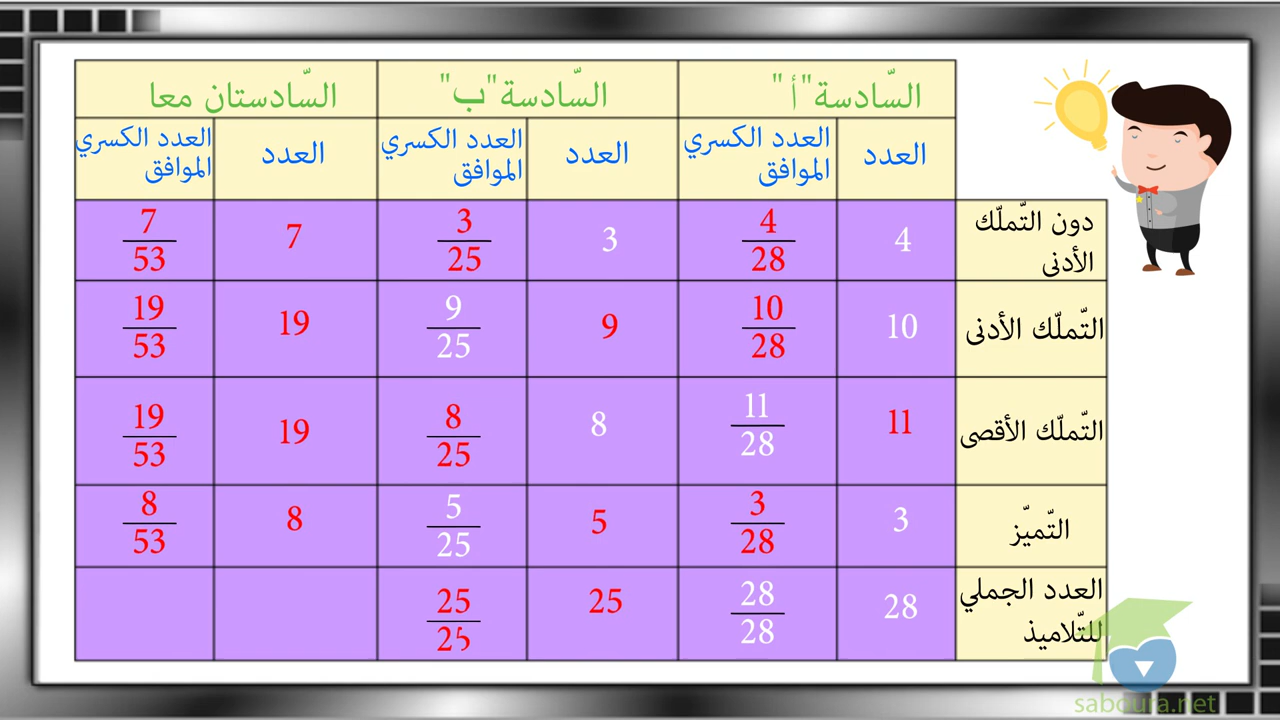 السّادسة"أ" السّادسة"ب" السّادستان معا
العدد العدد الكسري الموافق العدد العدد الكسري الموافق العدد العدد الكسري الموافق
دون التّملّك الأدنى 4 4/28 3 3/25 7 7/53
التّملّك الأدنى 10 10/28 9 9/25 19 19/53
التّملّك الأقصى 11 11/28 8 8/25 19 19/53
التّميّز 3 3/28 5 5/25 8 8/53
العدد الجملي للتّلاميذ 28 28/28 25 25/25
saboura.net